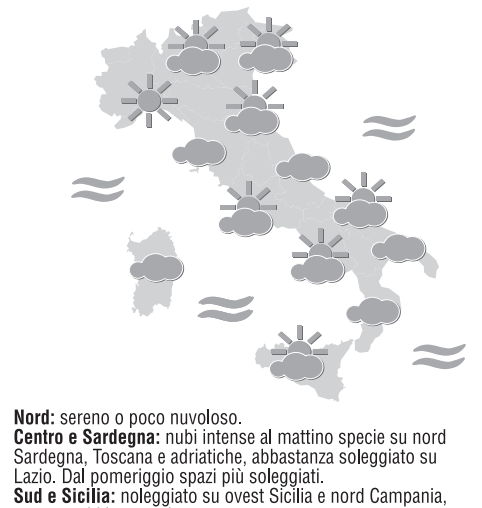 Nord: sereno o poco nuvoloso.
Centro e Sardegna: nubi intense al mattino specie su nord
Sardegna, Toscana e adriatiche, abbastanza soleggiato su
Lazio. Dal pomeriggio spazi più soleggiati.
Sud e Sicilia: noleggiato su ovest Sicilia e nord Campania,